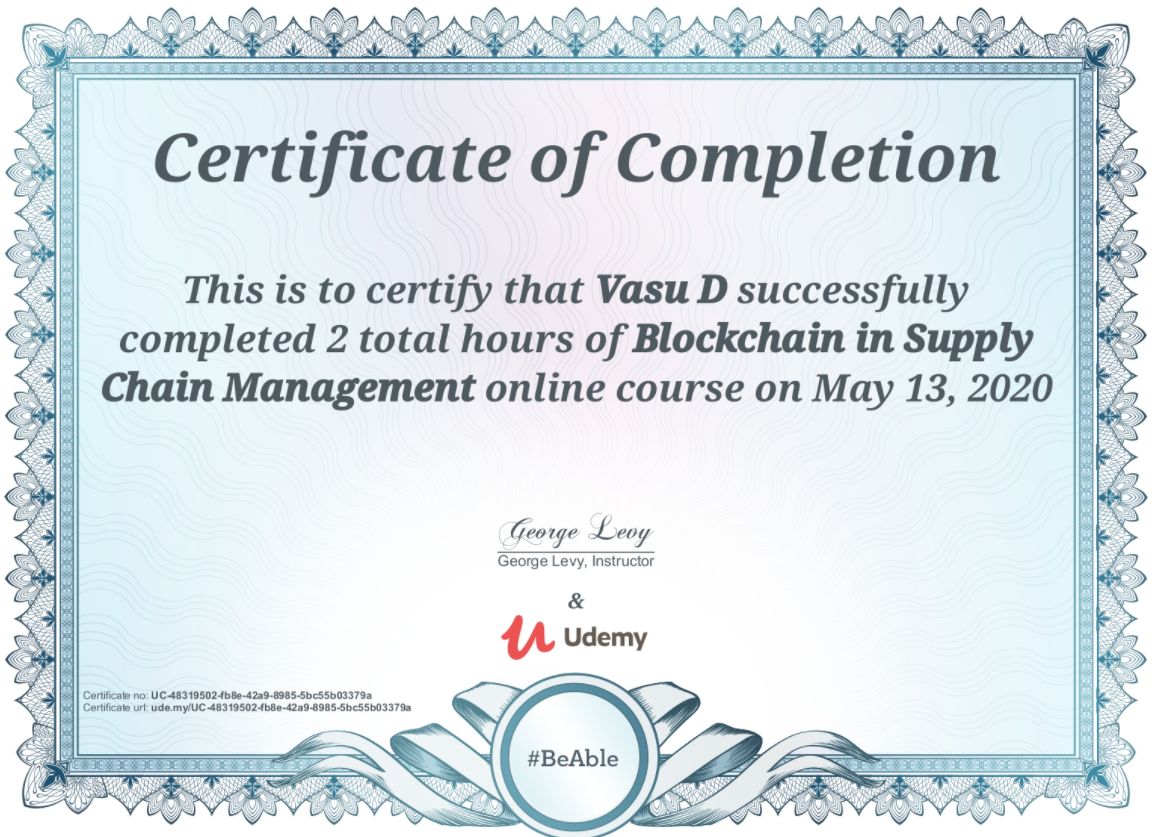 Certificate of Completion
This is to certify that Vasu D successfully
completed 2 total hours of Blockchain in Supply
Chain Management online course on May 13, 2020
George Levy
George Levy, Instructor
&
Udemy
Certificate no: UC-48319502-fb8e-42a9-8985-5bc55b03379a
Certificate url: ude.my/UC-48319502-fb8e-42a9-8985-5bc55b03379a
#BeAble